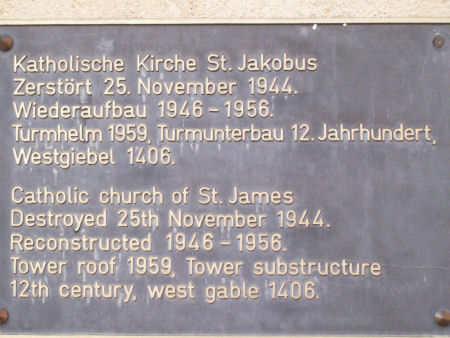 Katholische Kirche St. Jakobus
Zerstört 25. November 1944.
Wiederaufbau 1946 – 1956.
Turmhelm 1959, Turmunterbau 12. Jahrhundert,
Westgiebel 1406.
Catholic church of St. James
Destroyed 25th November 1944.
Reconstructed 1946 – 1956.
Tower roof 1959, Tower substructure
12th century, west gable 1406.